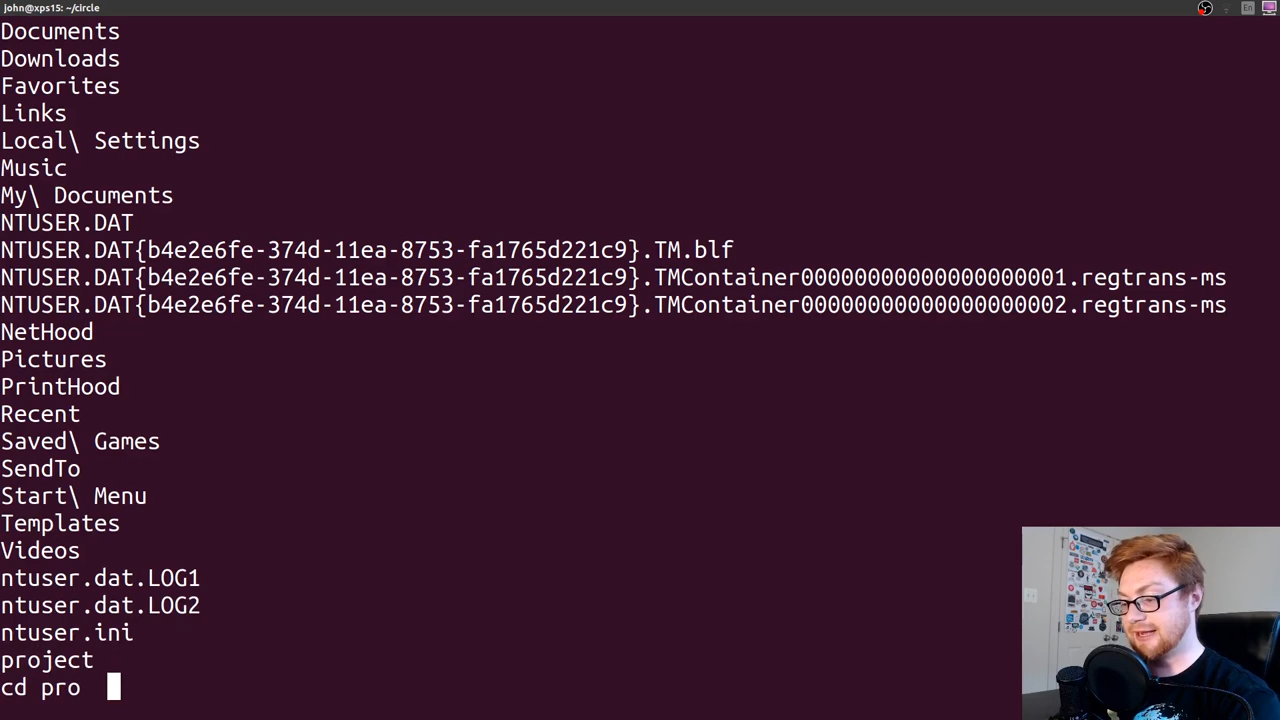 john@xps15: ~/circle
En
Documents
Downloads
Favorites
Links
Local\ Settings
Music
My\ Documents
NTUSER.DAT
NTUSER.DAT{b4e2e6fe-374d-11ea-8753-fa1765d221c9}.TM.blf
NTUSER.DAT{b4e2e6fe-374d-11ea-8753-fa1765d221c9}.TMContainer00000000000000000001.regtrans-ms
NTUSER.DAT{b4e2e6fe-374d-11ea-8753-fa1765d221c9}.TMContainer00000000000000000002.regtrans-ms
NetHood
Pictures
PrintHood
Recent
Saved\ Games
SendTo
Start\ Menu
Templates
Videos
ntuser.dat.LOG1
ntuser.dat.LOG2
ntuser.ini
project
cd pro